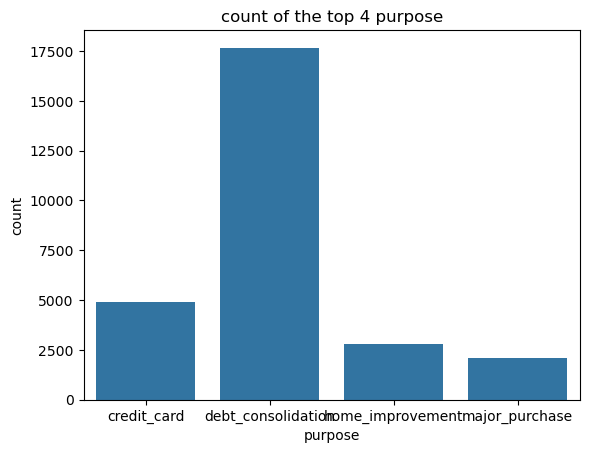 count of the top 4 purpose
17500
15000
12500
10000
7500
5000
2500
0
count
credit_card debt_consolidation home_improvement major_purchase
purpose